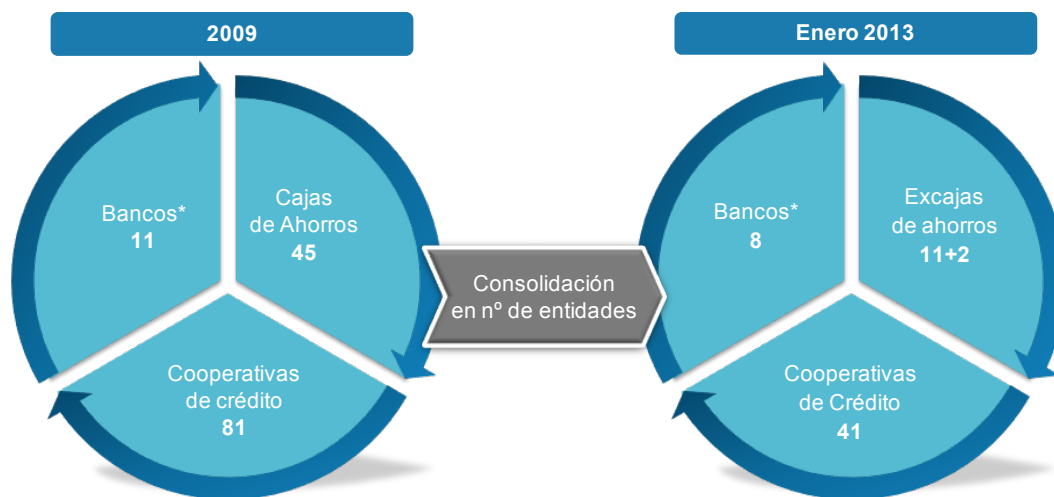 2009
Bancos*
11
Cajas
de Ahorros
45
Cooperativas
de crédito
81
Consolidación
en nº de entidades
Enero 2013
Bancos*
8
Excajas
de ahorros
11+2
Cooperativas
de Crédito
41